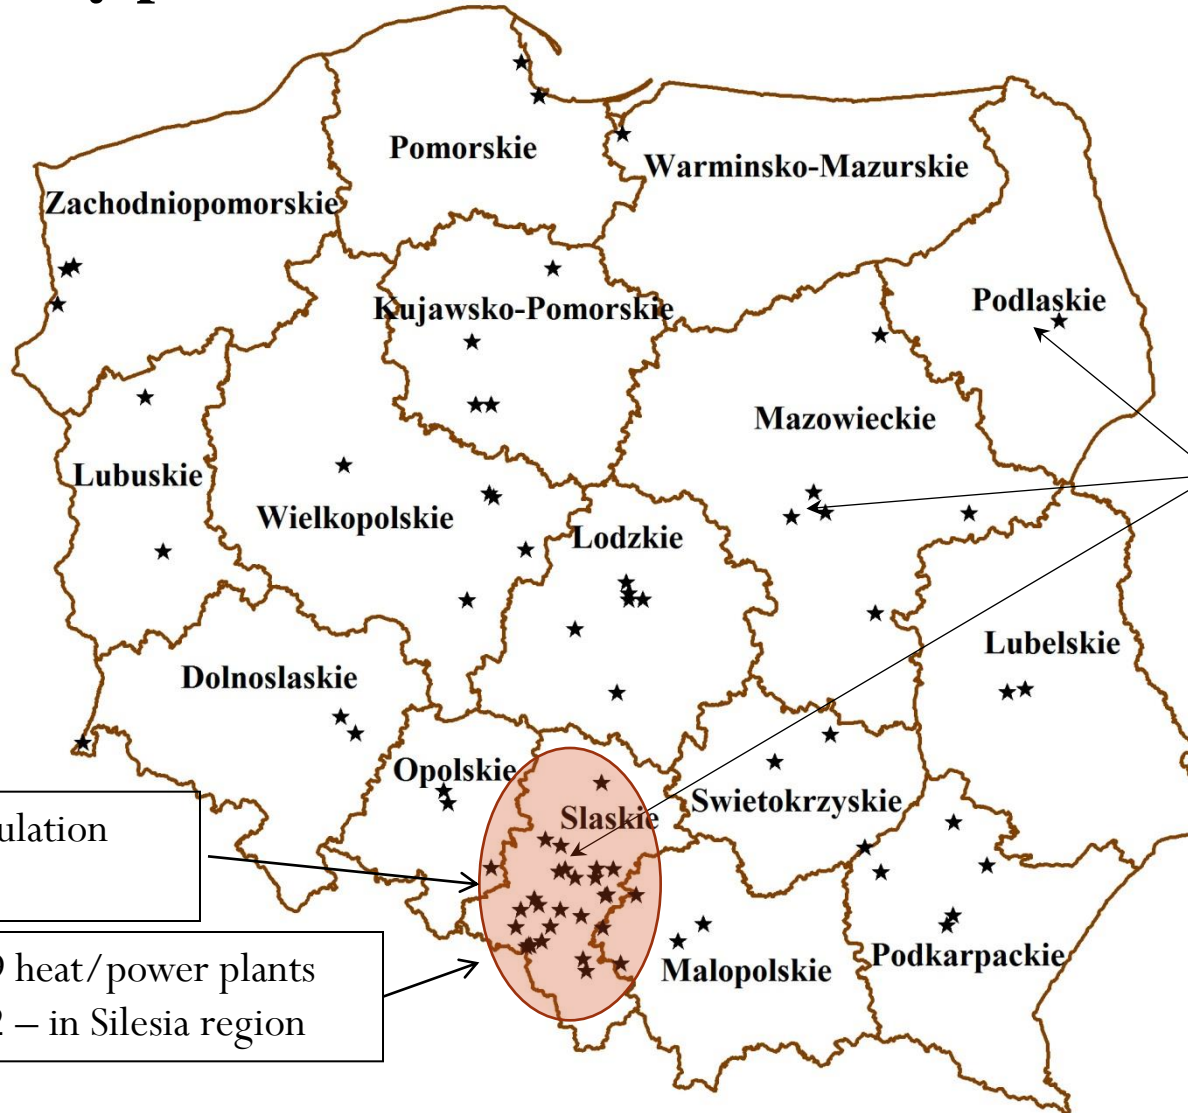 Pomorskie
Warminsko-Mazurskie
Zachodniopomorskie
Podlaskie
Kujawsko-Pomorskie
Mazowieckie
Lubuskie
Wielkopolskie
Lodzkie
Lubelskie
Dolnoslaskie
Opolskie
Slaskie
Swietokrzyskie
Malopolskie
Podkarpackie
heat/power plants
– in Silesia region